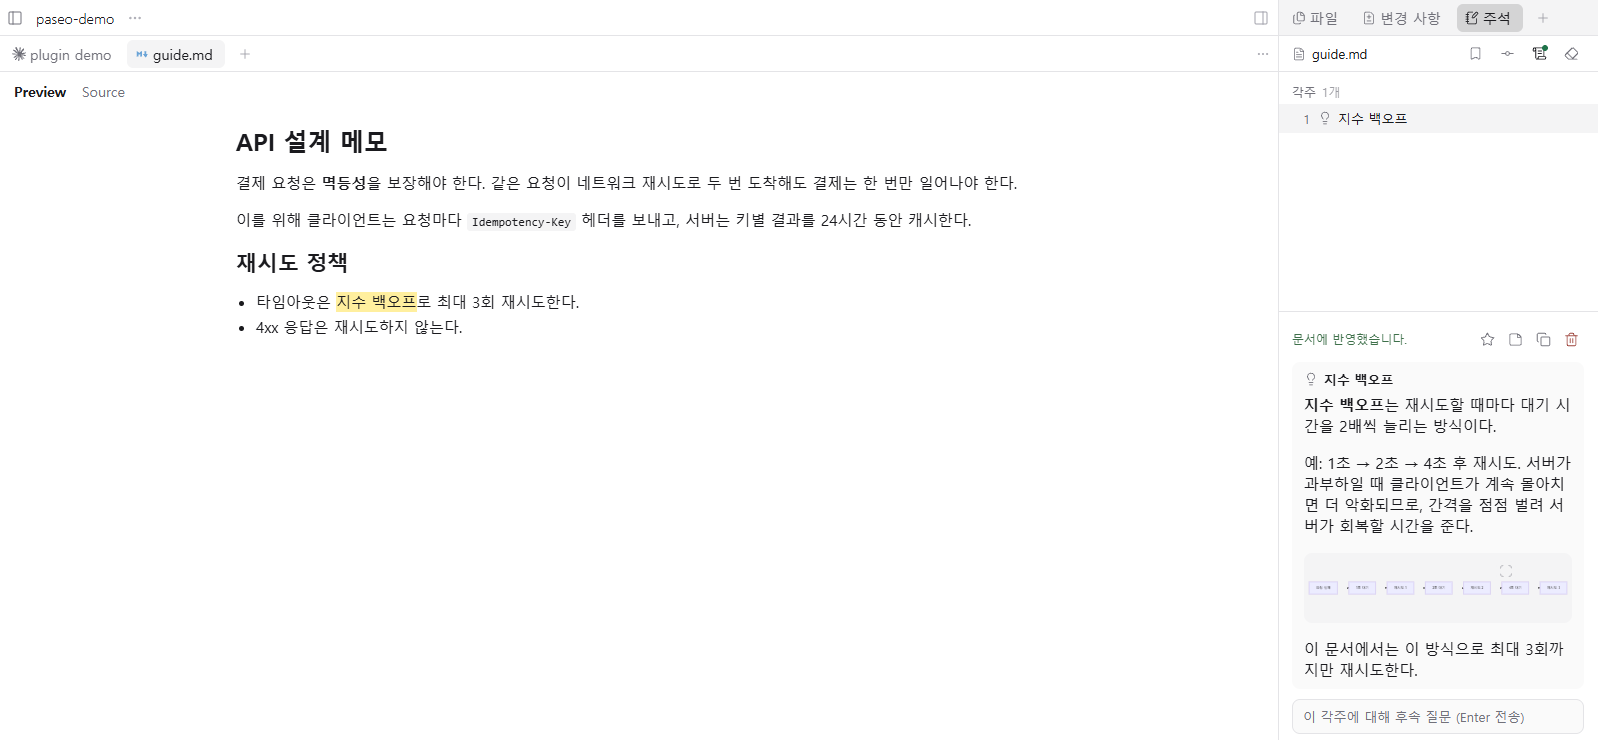 paseo-demo
파일
변경 사항
주석
plugin demo
guide.md
guide.md
Preview
Source
각주 1개
1 지수 백오프
API 설계 메모
결제 요청은 멱등성을 보장해야 한다. 같은 요청이 네트워크 재시도로 두 번 도착해도 결제는 한 번만 일어나야 한다.
이를 위해 클라이언트는 요청마다 Idempotency-Key 헤더를 보내고, 서버는 키별 결과를 24시간 동안 캐시한다.
재시도 정책
타임아웃은 지수 백오프로 최대 3회 재시도한다.
4xx 응답은 재시도하지 않는다.
문서에 반영했습니다.
지수 백오프
지수 백오프는 재시도할 때마다 대기 시
간을 2배씩 늘리는 방식이다.
예: 1초 → 2초 → 4초 후 재시도. 서버가
과부하일 때 클라이언트가 계속 몰아치
면 더 악화되므로, 간격을 점점 벌려 서
버가 회복할 시간을 준다.
이 문서에서는 이 방식으로 최대 3회까
지만 재시도한다.
이 각주에 대해 후속 질문 (Enter 전송)